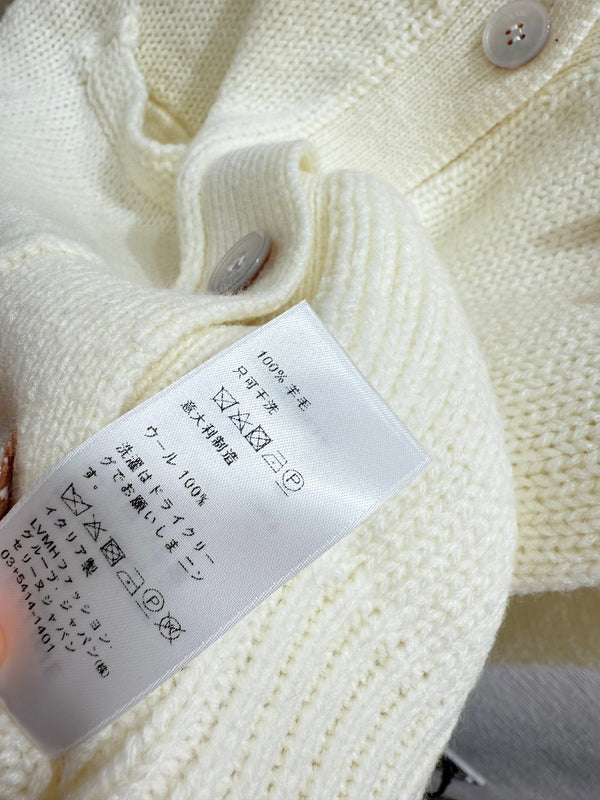 100% 羊毛
只可干洗
意大利制造
ウール 100%
洗濯はドライクリーニン
グでお願いしま
す。
イタリア製
LVMHファッション・
グループ・ジャパン
セリーヌジャパン(株)
03+5414-1401